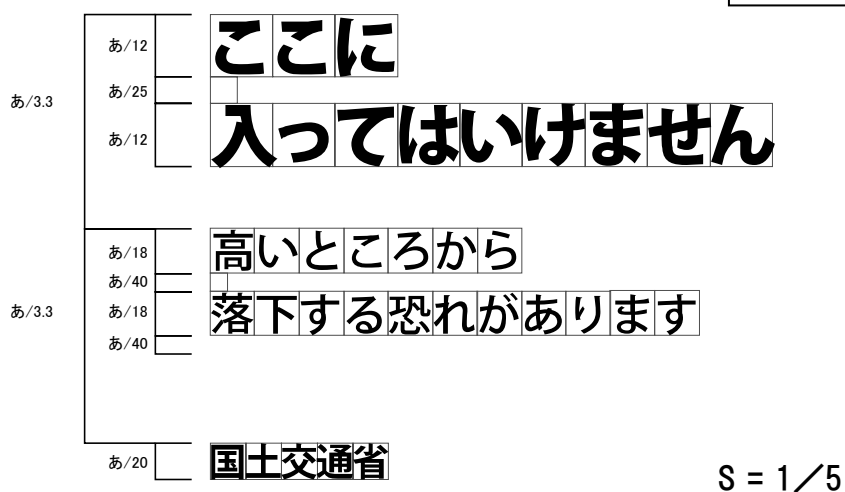 あ/12
ここに
あ/3.3
あ/25
あ/12
入ってはいけません
あ/18
高いところから
あ/40
あ/3.3
あ/18
落下する恐れがあります
あ/40
あ/20
国土交通省
S = 1／5